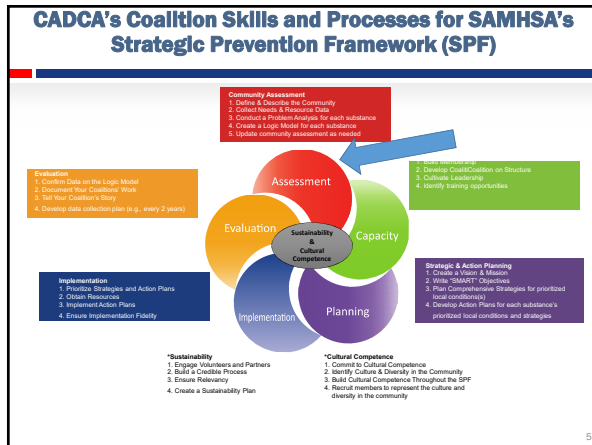 CADCA's Coalition Skills and Processes for SAMHSA's
Strategic Prevention Framework (SPF)
Community Assessment
1. Define & Describe the Community
2. Collect Needs & Resource Data
3. Conduct a Problem Analysis for each substance
4. Create a Logic Model for each substance
5. Update community assessment as needed
1. Build Membership
2. Develop CoalitiCoalition on Structure
3. Cultivate Leadership
4. Identify training opportunities
Evaluation
1. Confirm Data on the Logic Model
2. Document Your Coalitions' Work
3. Tell Your Coalition's Story
4. Develop data collection plan (e.g., every 2 years)
Assessment
Evaluation
Capacity
Sustainability
&
Cultural
Competence
Implementation
Planning
Strategic & Action Planning
1. Create a Vision & Mission
2. Write "SMART" Objectives
3. Plan Comprehensive Strategies for prioritized
local conditions(s)
4. Develop Action Plans for each substance's
prioritized local conditions and strategies
Implementation
1. Prioritize Strategies and Action Plans
2. Obtain Resources
3. Implement Action Plans
4. Ensure Implementation Fidelity
*Sustainability
1. Engage Volunteers and Partners
2. Build a Credible Process
3. Ensure Relevancy
4. Create a Sustainability Plan
*Cultural Competence
1. Commit to Cultural Competence
2. Identify Culture & Diversity in the Community
3. Build Cultural Competence Throughout the SPF
4. Recruit members to represent the culture and
diversity in the community
5